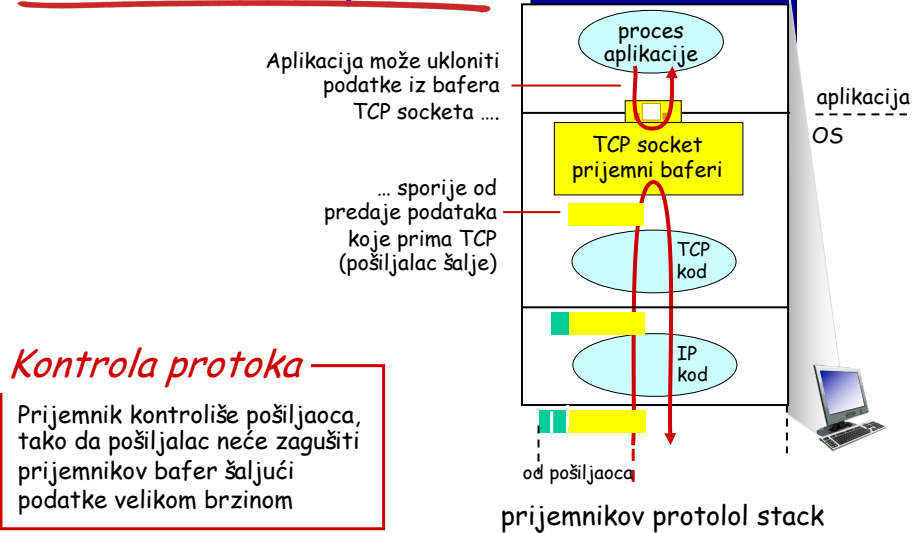 proces
aplikacije
Aplikacija može ukloniti
podatke iz bafera
TCP socketa ....
aplikacija
OS
TCP socket
prijemni baferi
... sporije od
predaje podataka
koje prima TCP
(pošiljalac šalje)
TCP
kod
IP
kod
Kontrola protoka
Prijemnik kontroliše pošiljaoca,
tako da pošiljalac neće zagušiti
prijemnikov bafer šaljući
podatke velikom brzinom
od pošiljaoca
prijemnikov protolol stack